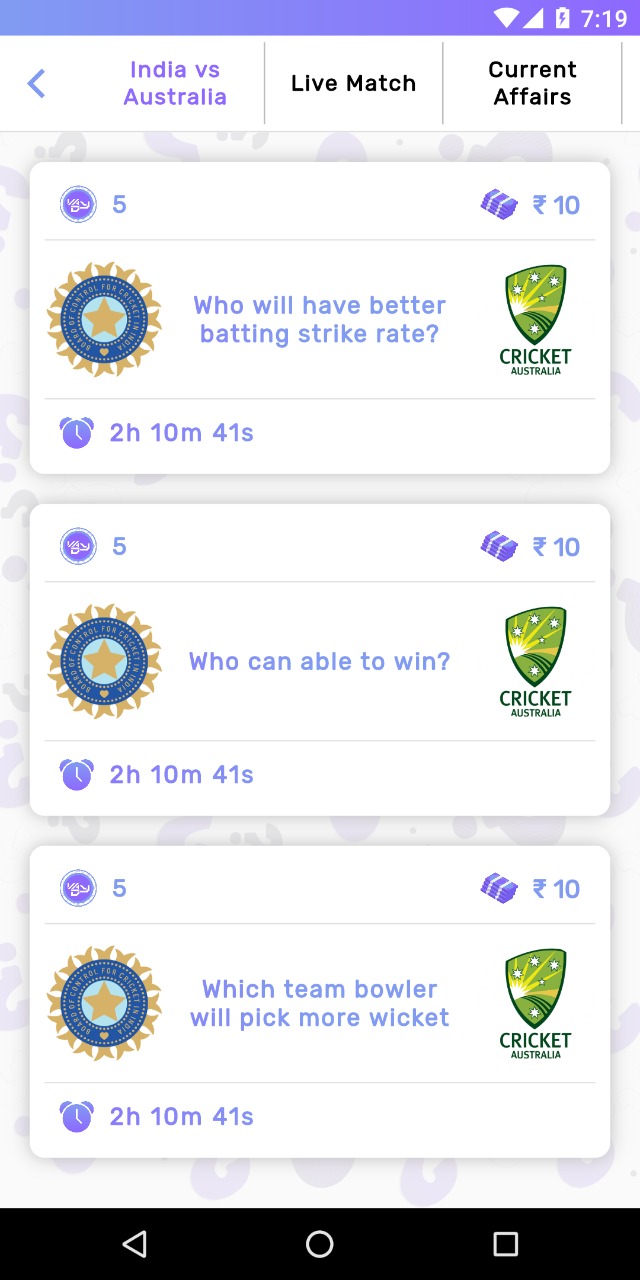 7:19
India vs
Australia
Live Match
Current
Affairs
5
₹ 10
BOARD OF CONTROL FOR CRICKET IN INDIA
Who will have better
batting strike rate?
CRICKET
AUSTRALIA
2h 10m 41s
5
₹ 10
BOARD OF CONTROL FOR CRICKET IN INDIA
Who can able to win?
CRICKET
AUSTRALIA
2h 10m 41s
5
₹ 10
BOARD OF CONTROL FOR CRICKET IN INDIA
Which team bowler
will pick more wicket
CRICKET
AUSTRALIA
2h 10m 41s